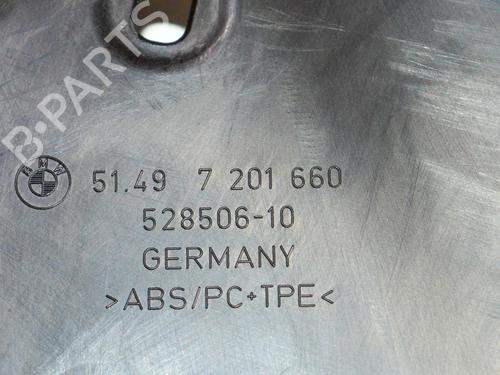 B-PARTS
BMW
51.49 7 201 660
528506-10
GERMANY
>ABS/PC+TPE<